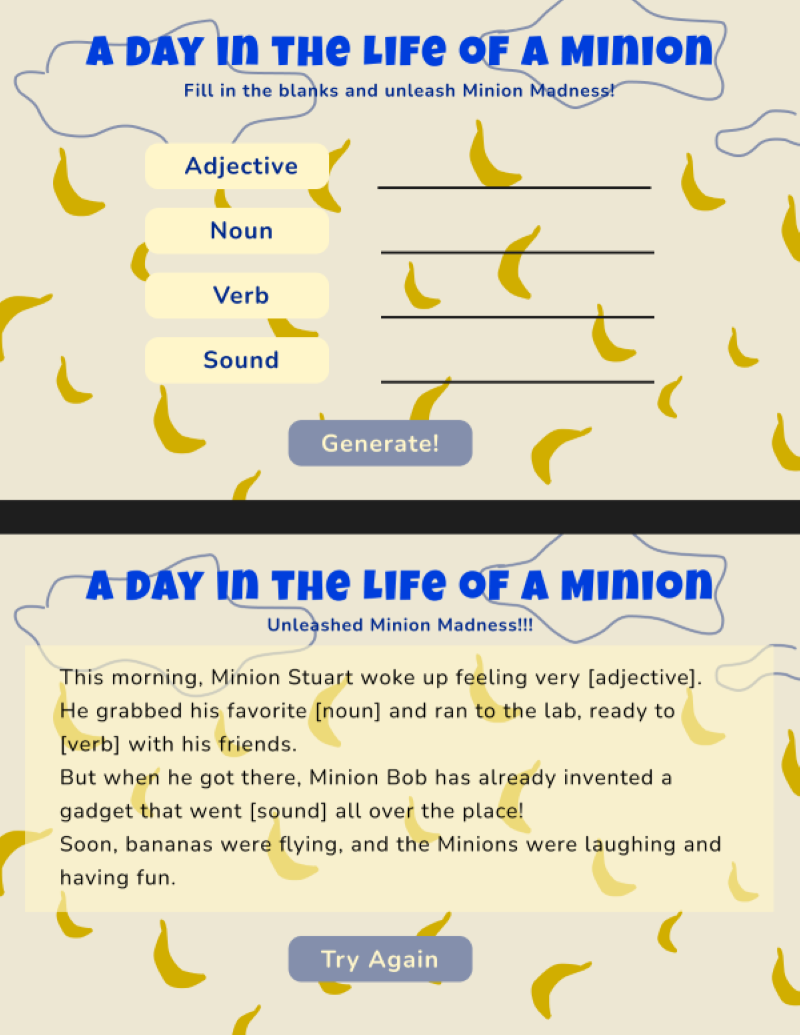 A DAY IN THE LIFE OF A MINION
Fill in the blanks and unleash Minion Madness!
Adjective
Noun
Verb
Sound
Generate!
A DAY IN THE LIFE OF A MINION
Unleashed Minion Madness!!!
This morning, Minion Stuart woke up feeling very [adjective].
He grabbed his favorite [noun] and ran to the lab, ready to
[verb] with his friends.
But when he got there, Minion Bob has already invented a
gadget that went [sound] all over the place!
Soon, bananas were flying, and the Minions were laughing and
having fun.
Try Again